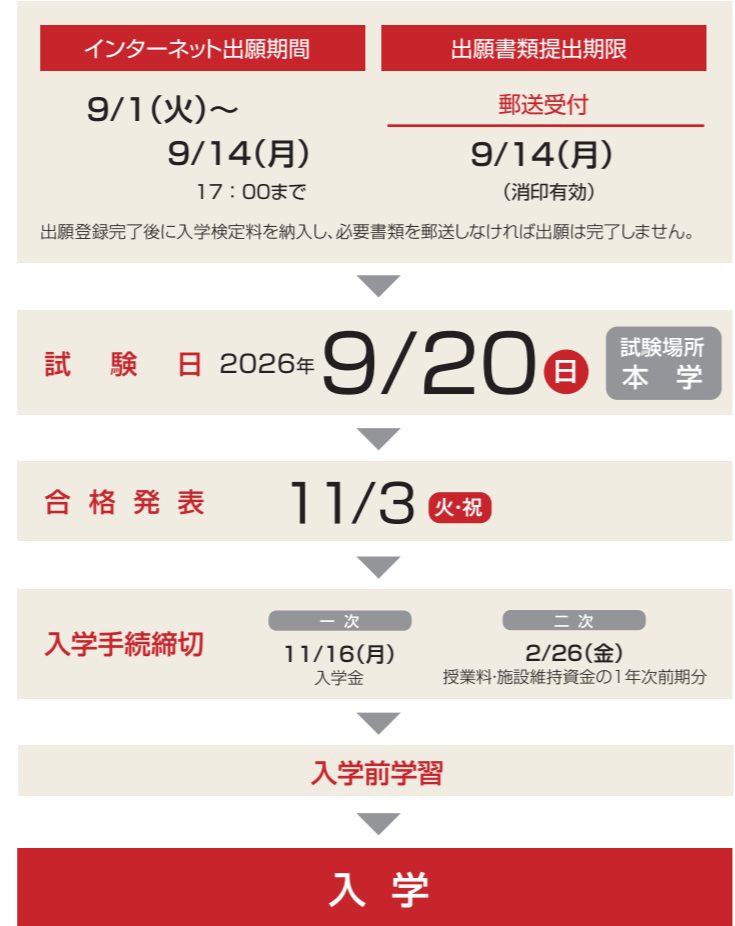 インターネット出願期間
9/1(火)〜
9/14(月)
17：00まで
出願書類提出期限
郵送受付
9/14(月)
(消印有効)
出願登録完了後に入学検定料を納入し、必要書類を郵送しなければ出願は完了しません。
試験日 2026年 9/20 日
試験場所
本学
合格発表 11/3 火・祝
入学手続締切
一次
11/16(月)
入学金
二次
2/26(金)
授業料・施設維持資金の1年次前期分
入学前学習
入学